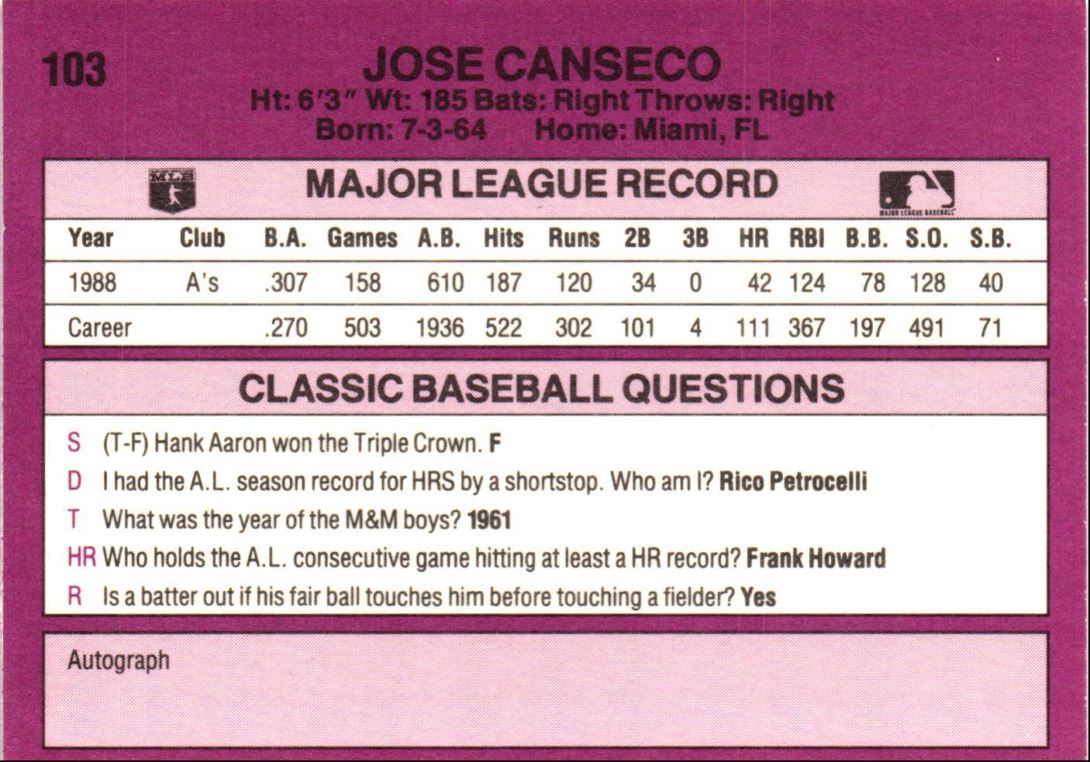 103
JOSE CANSECO
Ht: 6'3" Wt: 185 Bats: Right Throws: Right
Born: 7-3-64 Home: Miami, FL
MLB MAJOR LEAGUE RECORD MAJOR LEAGUE BASEBALL
Year Club B.A. Games A.B. Hits Runs 2B 3B HR RBI B.B. S.O. S.B.
1988 A's .307 158 610 187 120 34 0 42 124 78 128 40
Career .270 503 1936 522 302 101 4 111 367 197 491 71
CLASSIC BASEBALL QUESTIONS
S (T-F) Hank Aaron won the Triple Crown. F
D I had the A.L. season record for HRS by a shortstop. Who am I? Rico Petrocelli
T What was the year of the M&M boys? 1961
HR Who holds the A.L. consecutive game hitting at least a HR record? Frank Howard
R Is a batter out if his fair ball touches him before touching a fielder? Yes
Autograph